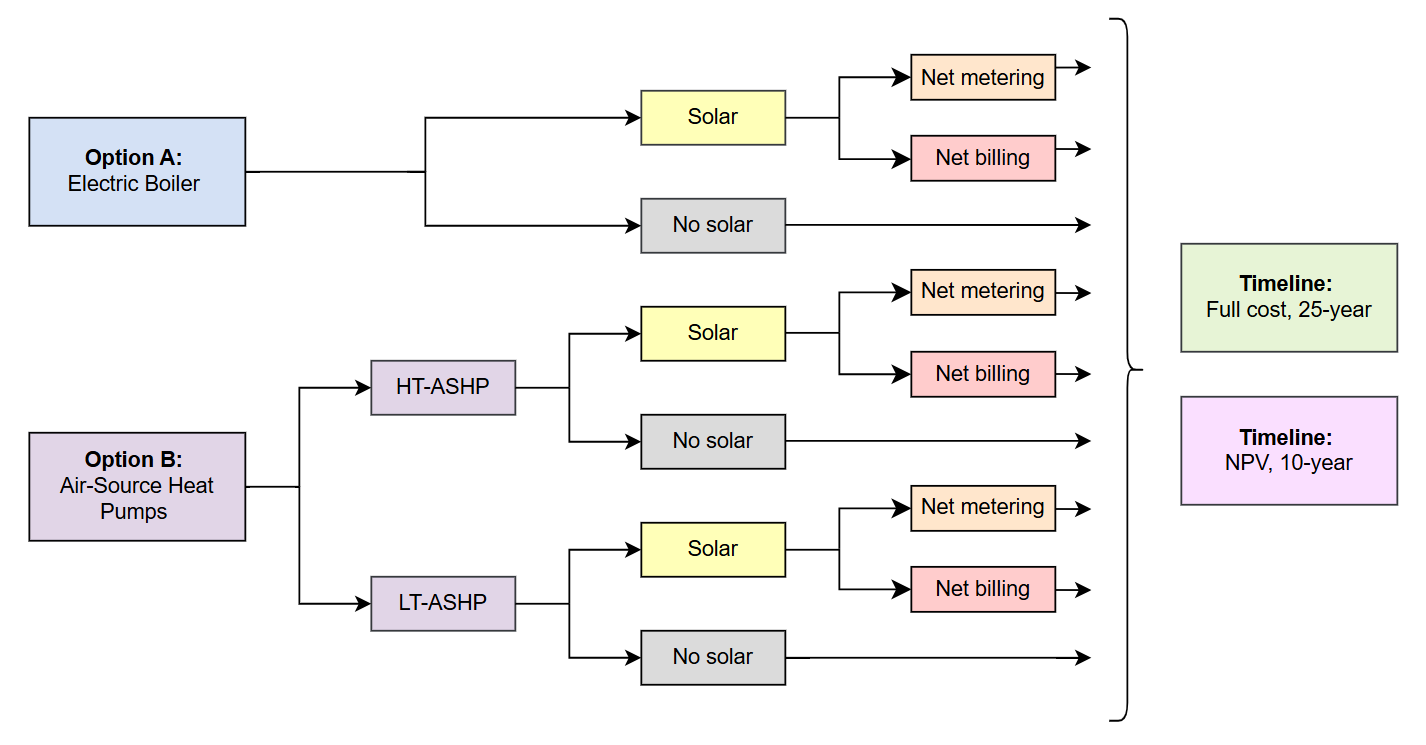 Option A:
Electric Boiler
Solar
Net metering
Net billing
No solar
Option B:
Air-Source Heat
Pumps
HT-ASHP
Solar
Net metering
Net billing
No solar
LT-ASHP
Solar
Net metering
Net billing
No solar
Timeline:
Full cost, 25-year
Timeline:
NPV, 10-year